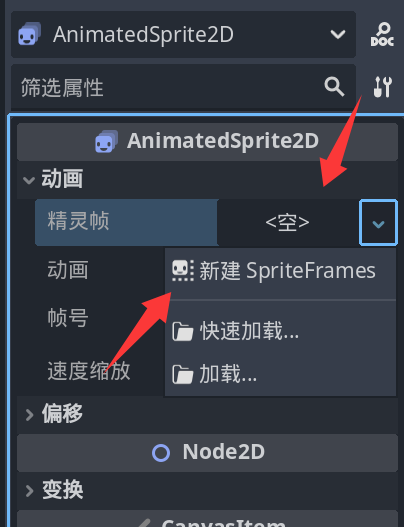 AnimatedSprite2D
DOC
筛选属性
AnimatedSprite2D
动画
精灵帧 <空>
动画 新建 SpriteFrames
帧号 快速加载...
速度缩放 加载...
偏移
Node2D
变换
CanvasItem